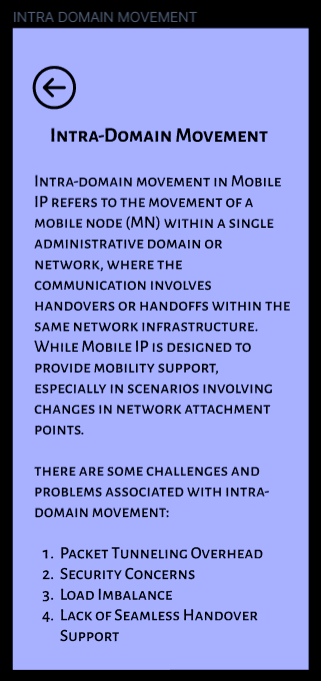 INTRA DOMAIN MOVEMENT
Intra-Domain Movement
Intra-domain movement in Mobile
IP refers to the movement of a
mobile node (MN) within a single
administrative domain or
network, where the
communication involves
handovers or handoffs within the
same network infrastructure.
While Mobile IP is designed to
provide mobility support,
especially in scenarios involving
changes in network attachment
points.
there are some challenges and
problems associated with intra-
domain movement:
1. Packet Tunneling Overhead
2. Security Concerns
3. Load Imbalance
4. Lack of Seamless Handover
Support